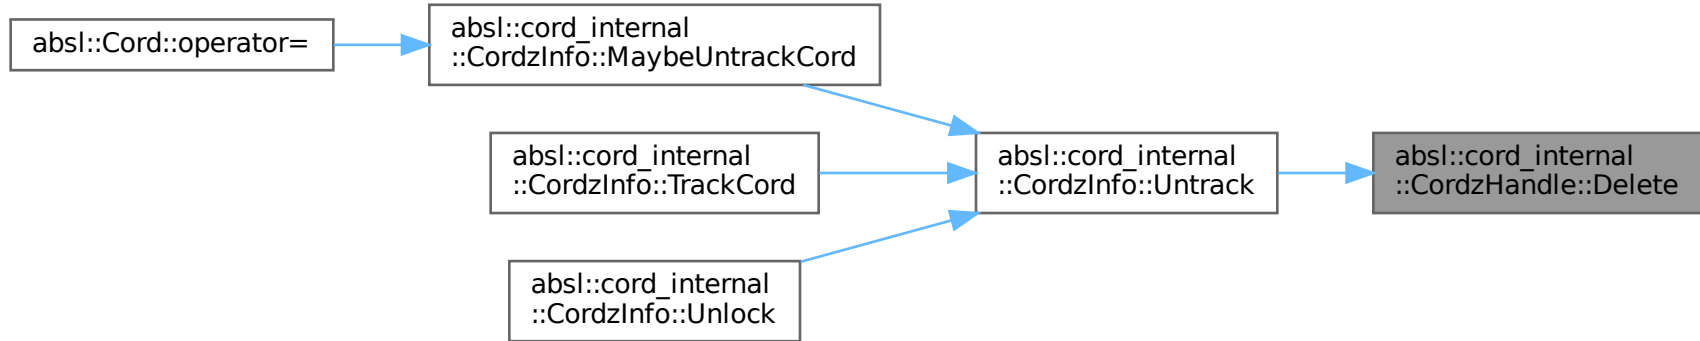 absl::Cord::operator=
absl::cord_internal
::CordzInfo::MaybeUntrackCord
absl::cord_internal
::CordzInfo::TrackCord
absl::cord_internal
::CordzInfo::Unlock
absl::cord_internal
::CordzInfo::Untrack
absl::cord_internal
::CordzHandle::Delete